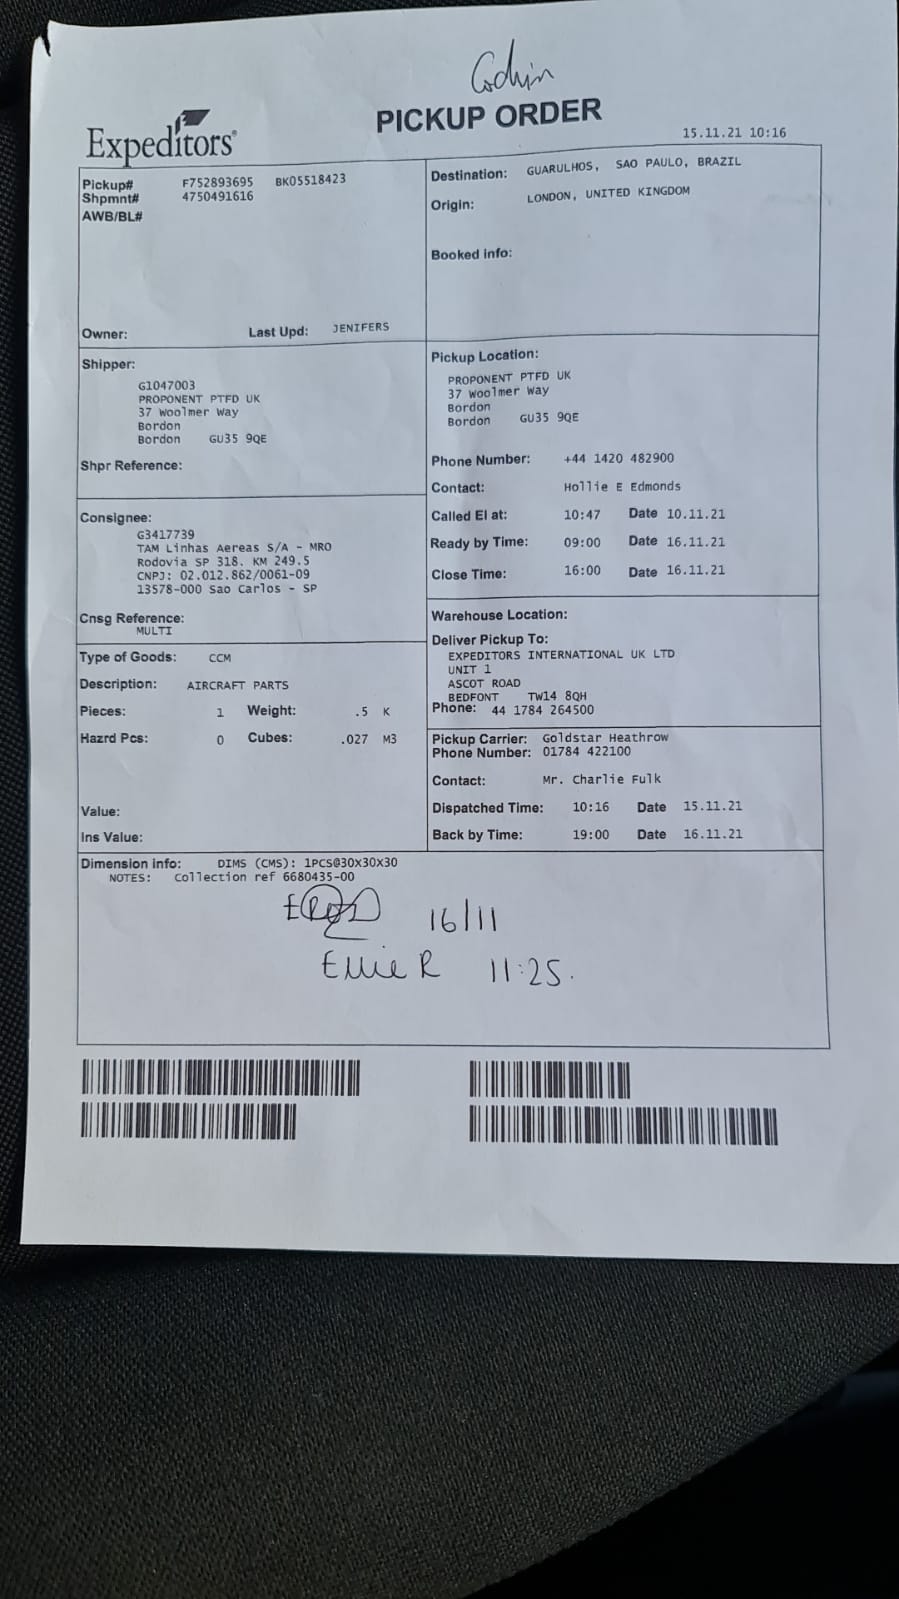 PICKUP ORDER
Expeditors
15.11.21 10:16
Pickup# F752893695 BK05518423
Shpmnt# 4750491616
AWB/BL#
Owner: Last Upd: JENIFERS
Destination: GUARULHOS, SAO PAULO, BRAZIL
Origin: LONDON, UNITED KINGDOM
Booked info:
Shipper:
G1047003
PROPONENT PTFD UK
37 Woolmer Way
Bordon
Bordon GU35 9QE
Shpr Reference:
Pickup Location:
PROPONENT PTFD UK
37 Woolmer Way
Bordon
Bordon GU35 9QE
Phone Number: +44 1420 482900
Contact: Hollie E Edmonds
Called EI at: 10:47 Date 10.11.21
Ready by Time: 09:00 Date 16.11.21
Close Time: 16:00 Date 16.11.21
Consignee:
G3417739
TAM Linhas Aereas S/A - MRO
Rodovia SP 318. KM 249.5
CNPJ: 02.012.862/0061-09
13578-000 Sao Carlos - SP
Cnsg Reference:
MULTI
Warehouse Location:
Deliver Pickup To:
EXPEDITORS INTERNATIONAL UK LTD
UNIT 1
ASCOT ROAD
BEDFONT TW14 8QH
Phone: 44 1784 264500
Type of Goods: CCM
Description: AIRCRAFT PARTS
Pieces: 1 Weight: .5 K
Hazrd Pcs: 0 Cubes: .027 M3
Value:
Ins Value:
Pickup Carrier: Goldstar Heathrow
Phone Number: 01784 422100
Contact: Mr. Charlie Fulk
Dispatched Time: 10:16 Date 15.11.21
Back by Time: 19:00 Date 16.11.21
Dimension info: DIMS (CMS): 1PCS@30X30X30
NOTES: Collection ref 6680435-00
16/11
Ellie R 11:25.